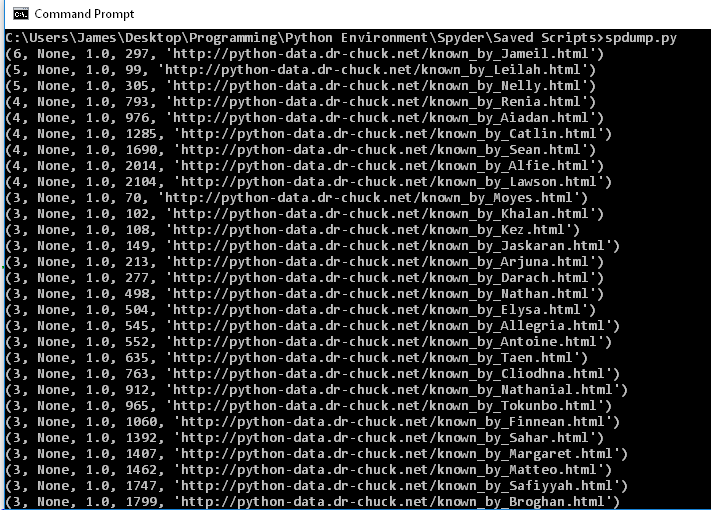 Command Prompt
C:\Users\James\Desktop\Programming\Python Environment\Spyder\Saved Scripts>spdump.py
(6, None, 1.0, 297, 'http://python-data.dr-chuck.net/known_by_Jameil.html')
(5, None, 1.0, 99, 'http://python-data.dr-chuck.net/known_by_Leilah.html')
(5, None, 1.0, 305, 'http://python-data.dr-chuck.net/known_by_Nelly.html')
(4, None, 1.0, 793, 'http://python-data.dr-chuck.net/known_by_Renia.html')
(4, None, 1.0, 976, 'http://python-data.dr-chuck.net/known_by_Aiadan.html')
(4, None, 1.0, 1285, 'http://python-data.dr-chuck.net/known_by_Catlin.html')
(4, None, 1.0, 1690, 'http://python-data.dr-chuck.net/known_by_Sean.html')
(4, None, 1.0, 2014, 'http://python-data.dr-chuck.net/known_by_Alfie.html')
(4, None, 1.0, 2104, 'http://python-data.dr-chuck.net/known_by_Lawson.html')
(3, None, 1.0, 70, 'http://python-data.dr-chuck.net/known_by_Moyes.html')
(3, None, 1.0, 102, 'http://python-data.dr-chuck.net/known_by_Khalan.html')
(3, None, 1.0, 108, 'http://python-data.dr-chuck.net/known_by_Kez.html')
(3, None, 1.0, 149, 'http://python-data.dr-chuck.net/known_by_Jaskaran.html')
(3, None, 1.0, 213, 'http://python-data.dr-chuck.net/known_by_Arjuna.html')
(3, None, 1.0, 277, 'http://python-data.dr-chuck.net/known_by_Darach.html')
(3, None, 1.0, 498, 'http://python-data.dr-chuck.net/known_by_Nathan.html')
(3, None, 1.0, 504, 'http://python-data.dr-chuck.net/known_by_Elysa.html')
(3, None, 1.0, 545, 'http://python-data.dr-chuck.net/known_by_Allegria.html')
(3, None, 1.0, 552, 'http://python-data.dr-chuck.net/known_by_Antoine.html')
(3, None, 1.0, 635, 'http://python-data.dr-chuck.net/known_by_Taen.html')
(3, None, 1.0, 763, 'http://python-data.dr-chuck.net/known_by_Cliodhna.html')
(3, None, 1.0, 912, 'http://python-data.dr-chuck.net/known_by_Nathanial.html')
(3, None, 1.0, 965, 'http://python-data.dr-chuck.net/known_by_Tokunbo.html')
(3, None, 1.0, 1060, 'http://python-data.dr-chuck.net/known_by_Finnean.html')
(3, None, 1.0, 1392, 'http://python-data.dr-chuck.net/known_by_Sahar.html')
(3, None, 1.0, 1407, 'http://python-data.dr-chuck.net/known_by_Margaret.html')
(3, None, 1.0, 1462, 'http://python-data.dr-chuck.net/known_by_Matteo.html')
(3, None, 1.0, 1747, 'http://python-data.dr-chuck.net/known_by_Safiyyah.html')
(3, None, 1.0, 1799, 'http://python-data.dr-chuck.net/known_by_Broghan.html')